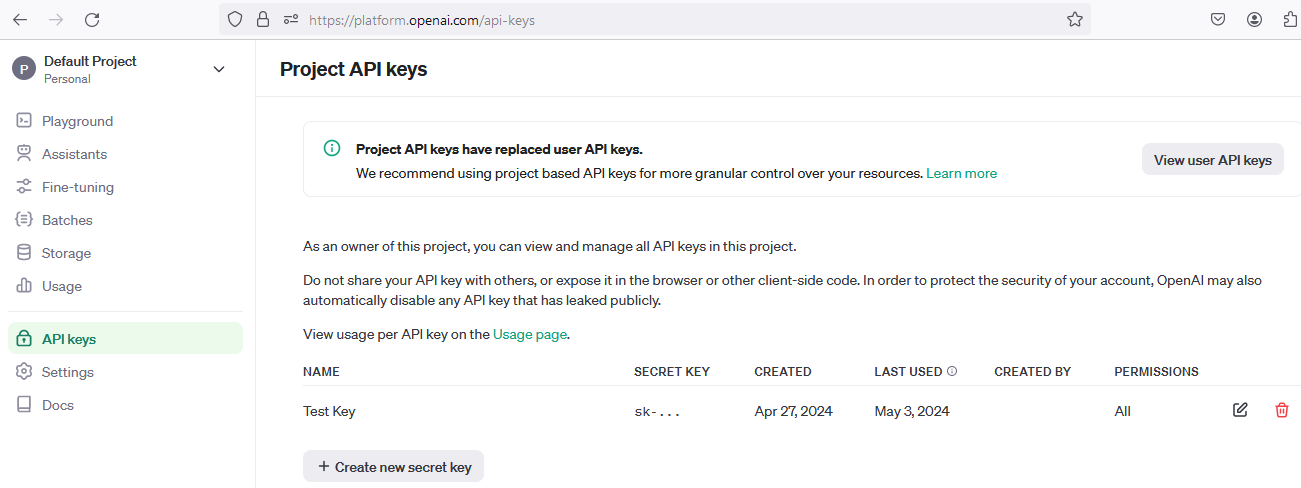 https://platform.openai.com/api-keys
P
Default Project
Personal
Playground
Assistants
Fine-tuning
Batches
Storage
Usage
API keys
Settings
Docs
Project API keys
Project API keys have replaced user API keys.
We recommend using project based API keys for more granular control over your resources. Learn more
View user API keys
As an owner of this project, you can view and manage all API keys in this project.
Do not share your API key with others, or expose it in the browser or other client-side code. In order to protect the security of your account, OpenAI may also
automatically disable any API key that has leaked publicly.
View usage per API key on the Usage page.
NAME SECRET KEY CREATED LAST USED CREATED BY PERMISSIONS
Test Key sk-... Apr 27, 2024 May 3, 2024 All
+ Create new secret key